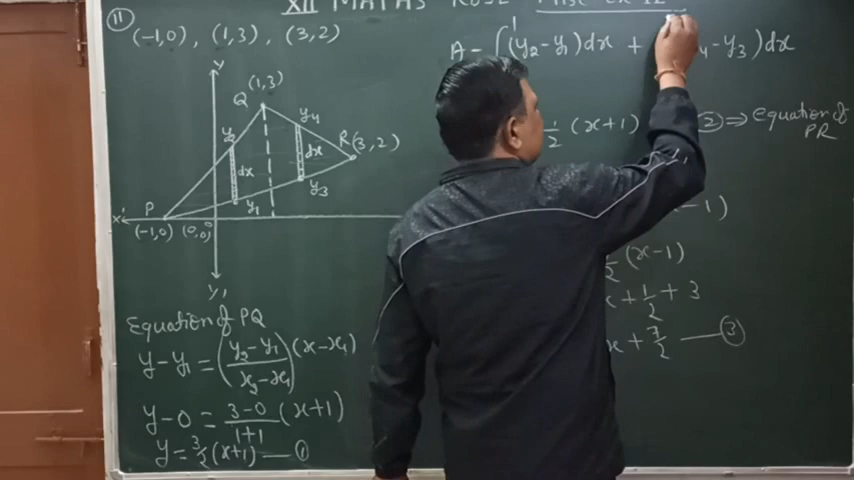 XII MATHS
11
(-1,0), (1,3), (3,2)
A = ∫ 1 (y2-y1)dx + y4-y3)dx
Y
(1,3)
Q
y4
y2
R(3,2)
dx
dx
y3
P
y1
X'
(-1,0) (0,0)
Y1
1/2 (x+1)
2 ⇒ Equation of
PR
-1)
(x-1)
x + 1/2 + 3
x + 7/2 — 3
Equation of PQ
y-y1 = (y2-y1/x2-x1)(x-x1)
y-0 = 3-0/1+1 (x+1)
y = 3/2(x+1) — 1